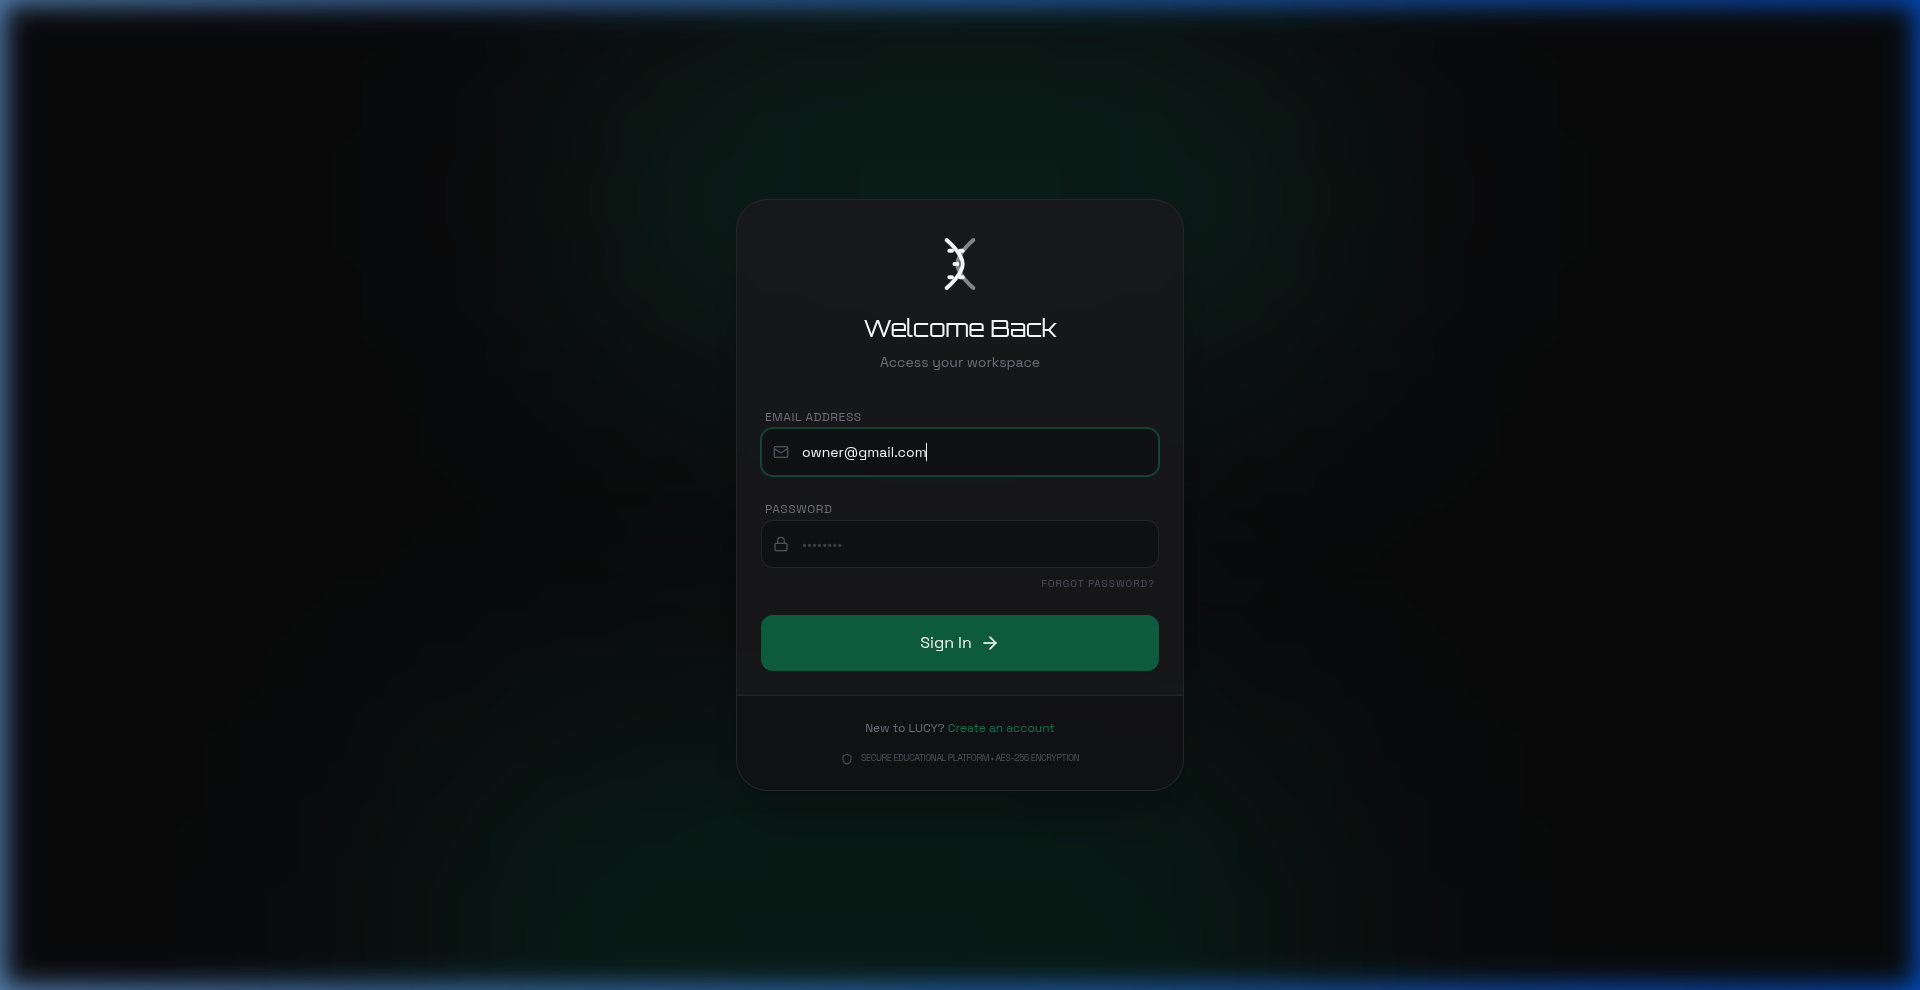 Welcome Back
Access your workspace
EMAIL ADDRESS
owner@gmail.com
PASSWORD
••••••••
FORGOT PASSWORD?
Sign In →
New to LUCY? Create an account
SECURE EDUCATIONAL PLATFORM • AES-256 ENCRYPTION